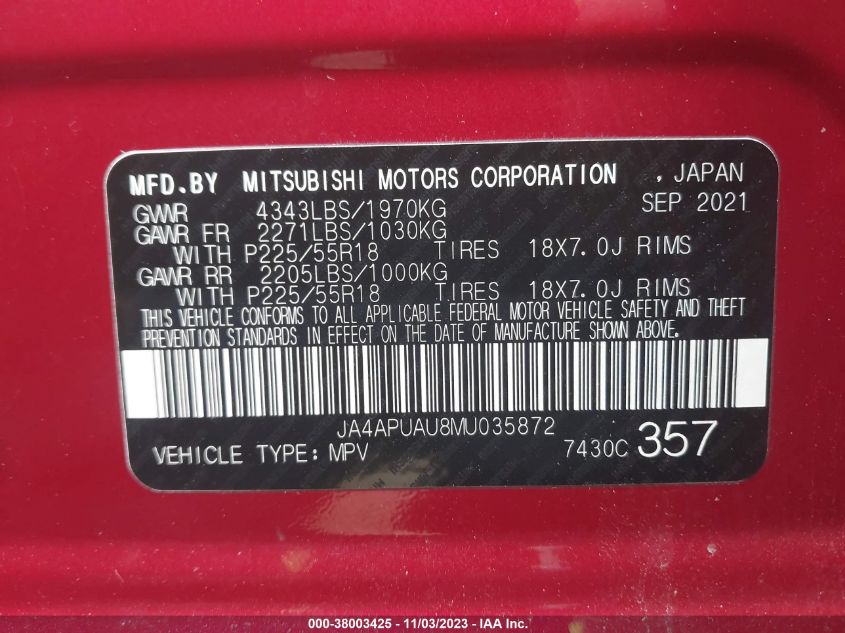 MFD.BY MITSUBISHI MOTORS CORPORATION , JAPAN
GVWR 4343LBS/1970KG SEP 2021
GAWR FR 2271LBS/1030KG
WITH P225/55R18 TIRES 18X7.0J RIMS
GAWR RR 2205LBS/1000KG
WITH P225/55R18 TIRES 18X7.0J RIMS
THIS VEHICLE CONFORMS TO ALL APPLICABLE FEDERAL MOTOR VEHICLE SAFETY AND THEFT
PREVENTION STANDARDS IN EFFECT ON THE DATE OF MANUFACTURE SHOWN ABOVE.
JA4APUAU8MU035872
VEHICLE TYPE: MPV 7430C 357
000-38003425 - 11/03/2023 - IAA Inc.